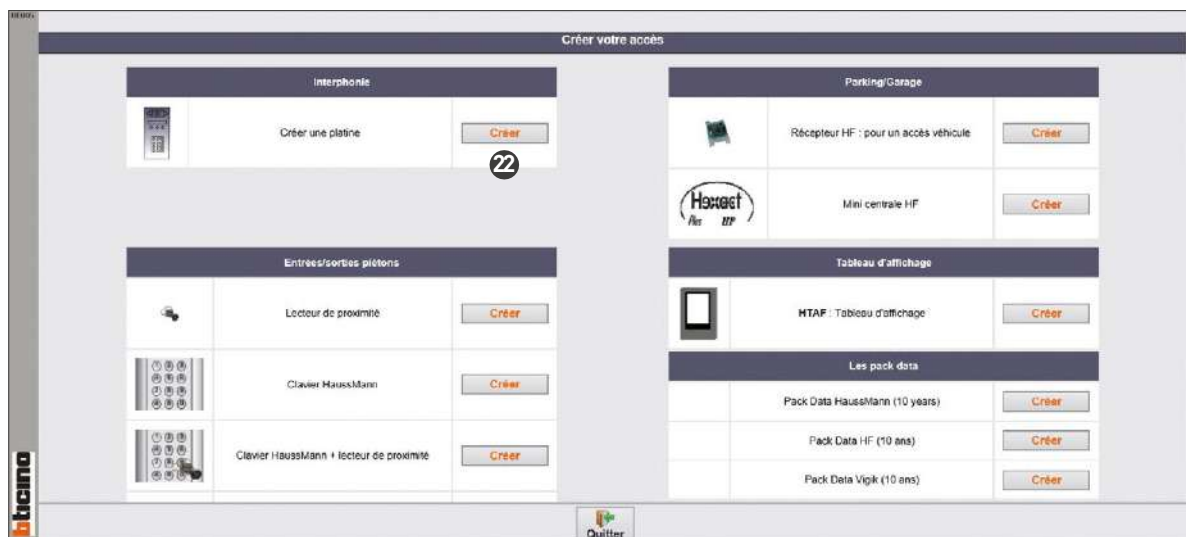 Créer votre accès
Interphonie
Créer une platine
Créer
22
Entrées/sorties piétons
Lecteur de proximité
Créer
Clavier HaussMann
Créer
Clavier HaussMann + lecteur de proximité
Créer
Parking/Garage
Récepteur HF : pour un accès véhicule
Créer
Hexact
Plus HF
Mini centrale HF
Créer
Tableau d'affichage
HTAF : Tableau d'affichage
Créer
Les pack data
Pack Data HaussMann (10 years)
Créer
Pack Data HF (10 ans)
Créer
Pack Data Vigik (10 ans)
Créer
bticino
Quitter